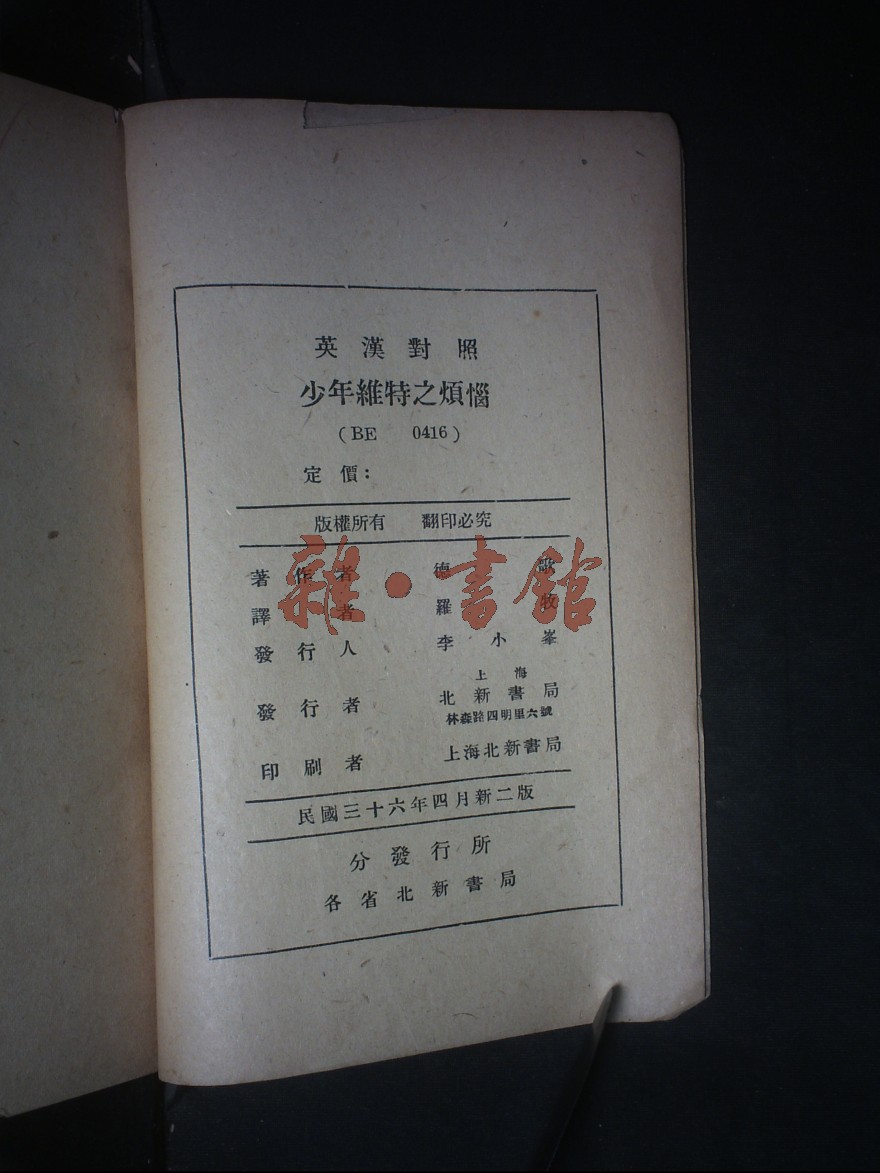 英漢對照
少年維特之煩惱
(BE 0416)
定價：
版權所有 翻印必究
著作者 德歌
譯者 羅牧
發行人 李小峯
上海
發行者 北新書局
林森路四明里六號
印刷者 上海北新書局
民國三十六年四月新二版
分發行所
各省北新書局
雜·書館